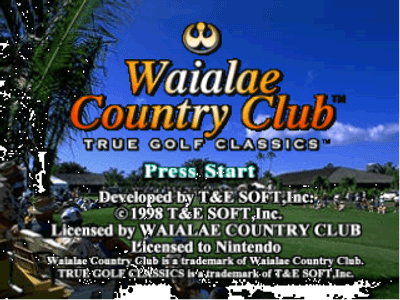 Waialae
Country Club™
TRUE GOLF CLASSICS™
Press Start
Developed by T&E SOFT,Inc.
© 1998 T&E SOFT,Inc.
Licensed by WAIALAE COUNTRY CLUB
Licensed to Nintendo
Waialae Country Club is a trademark of Waialae Country Club.
TRUE GOLF CLASSICS is a trademark of T&E SOFT,Inc.